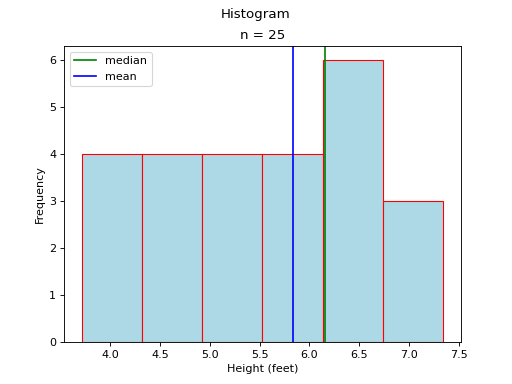 Histogram
n = 25
median
mean
6
5
4
3
2
1
0
Frequency
4.0 4.5 5.0 5.5 6.0 6.5 7.0 7.5
Height (feet)